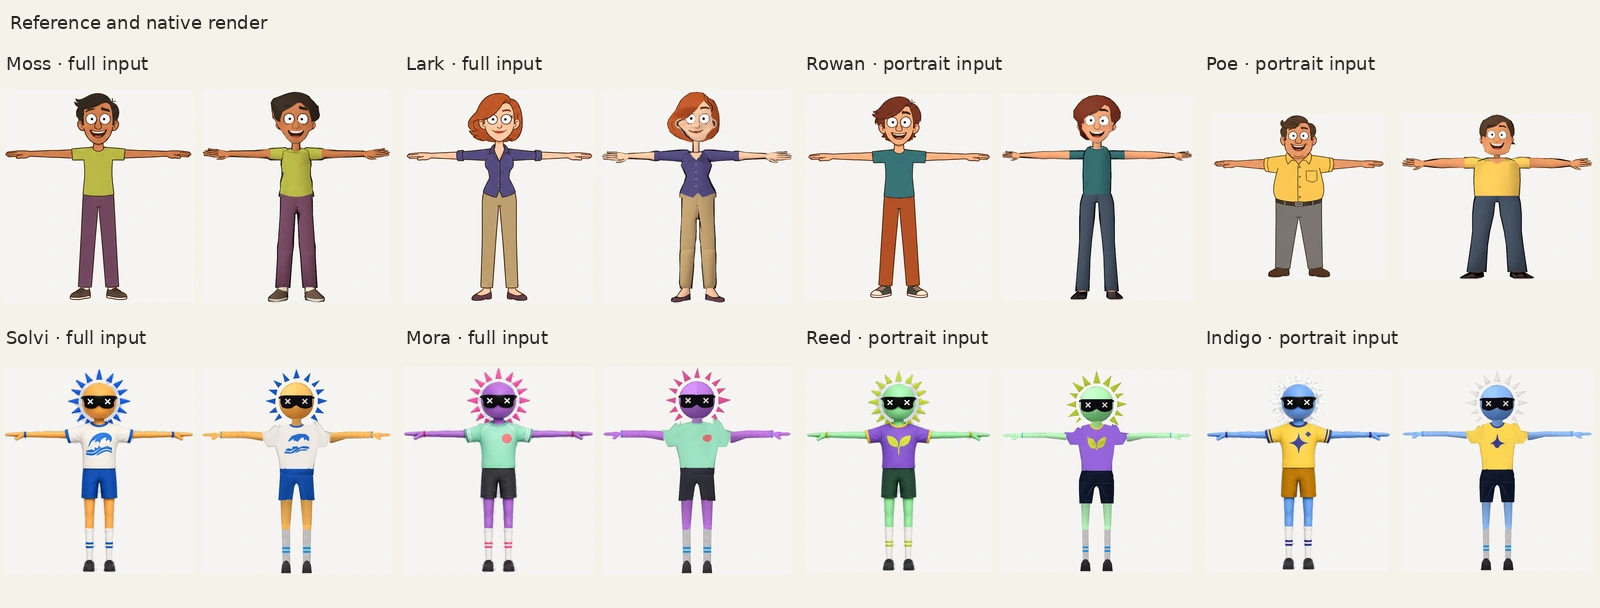 Reference and native render
Moss · full input
Lark · full input
Rowan · portrait input
Poe · portrait input
Solvi · full input
Mora · full input
Reed · portrait input
Indigo · portrait input